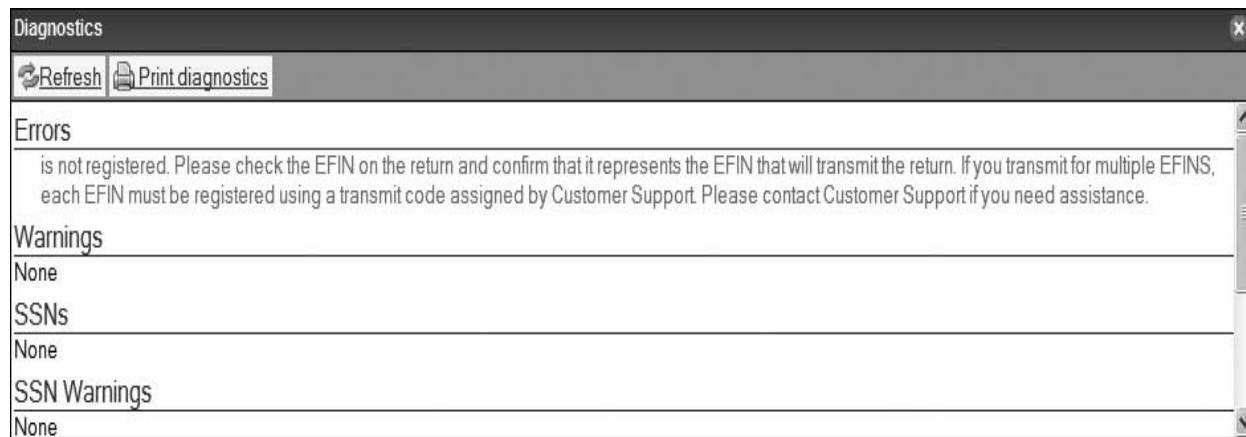 Diagnostics
Refresh Print diagnostics
Errors
is not registered. Please check the EFIN on the return and confirm that it represents the EFIN that will transmit the return. If you transmit for multiple EFINS,
each EFIN must be registered using a transmit code assigned by Customer Support. Please contact Customer Support if you need assistance.
Warnings
None
SSNs
None
SSN Warnings
None